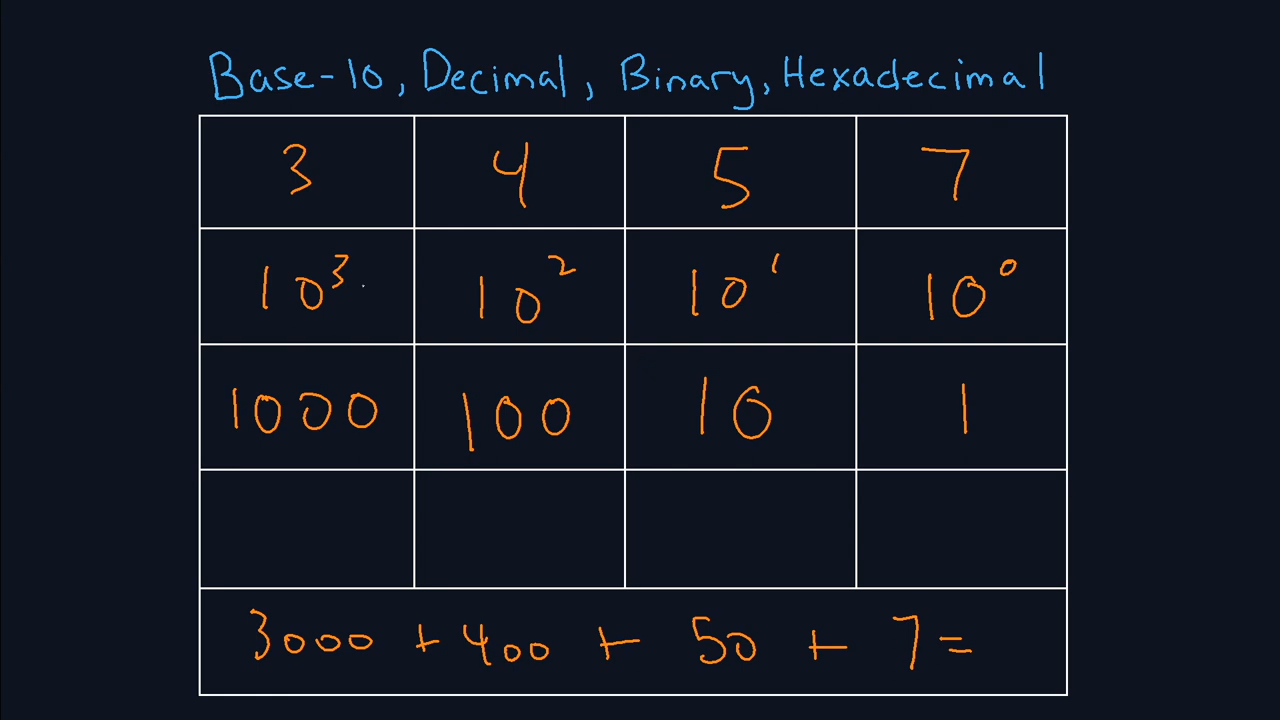 Base-10, Decimal, Binary, Hexadecimal
3 4 5 7
10³ 10² 10¹ 10⁰
1000 100 10 1
3000 + 400 + 50 + 7 =